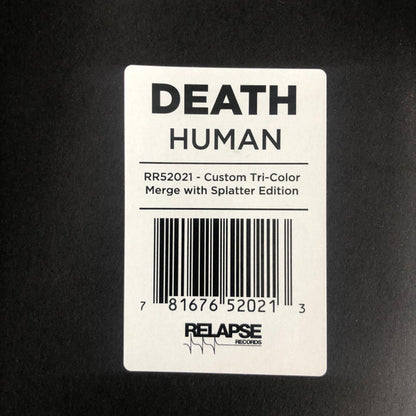 DEATH
HUMAN
RR52021 - Custom Tri-Color
Merge with Splatter Edition
7 81676 52021 3
RELAPSE
RECORDS